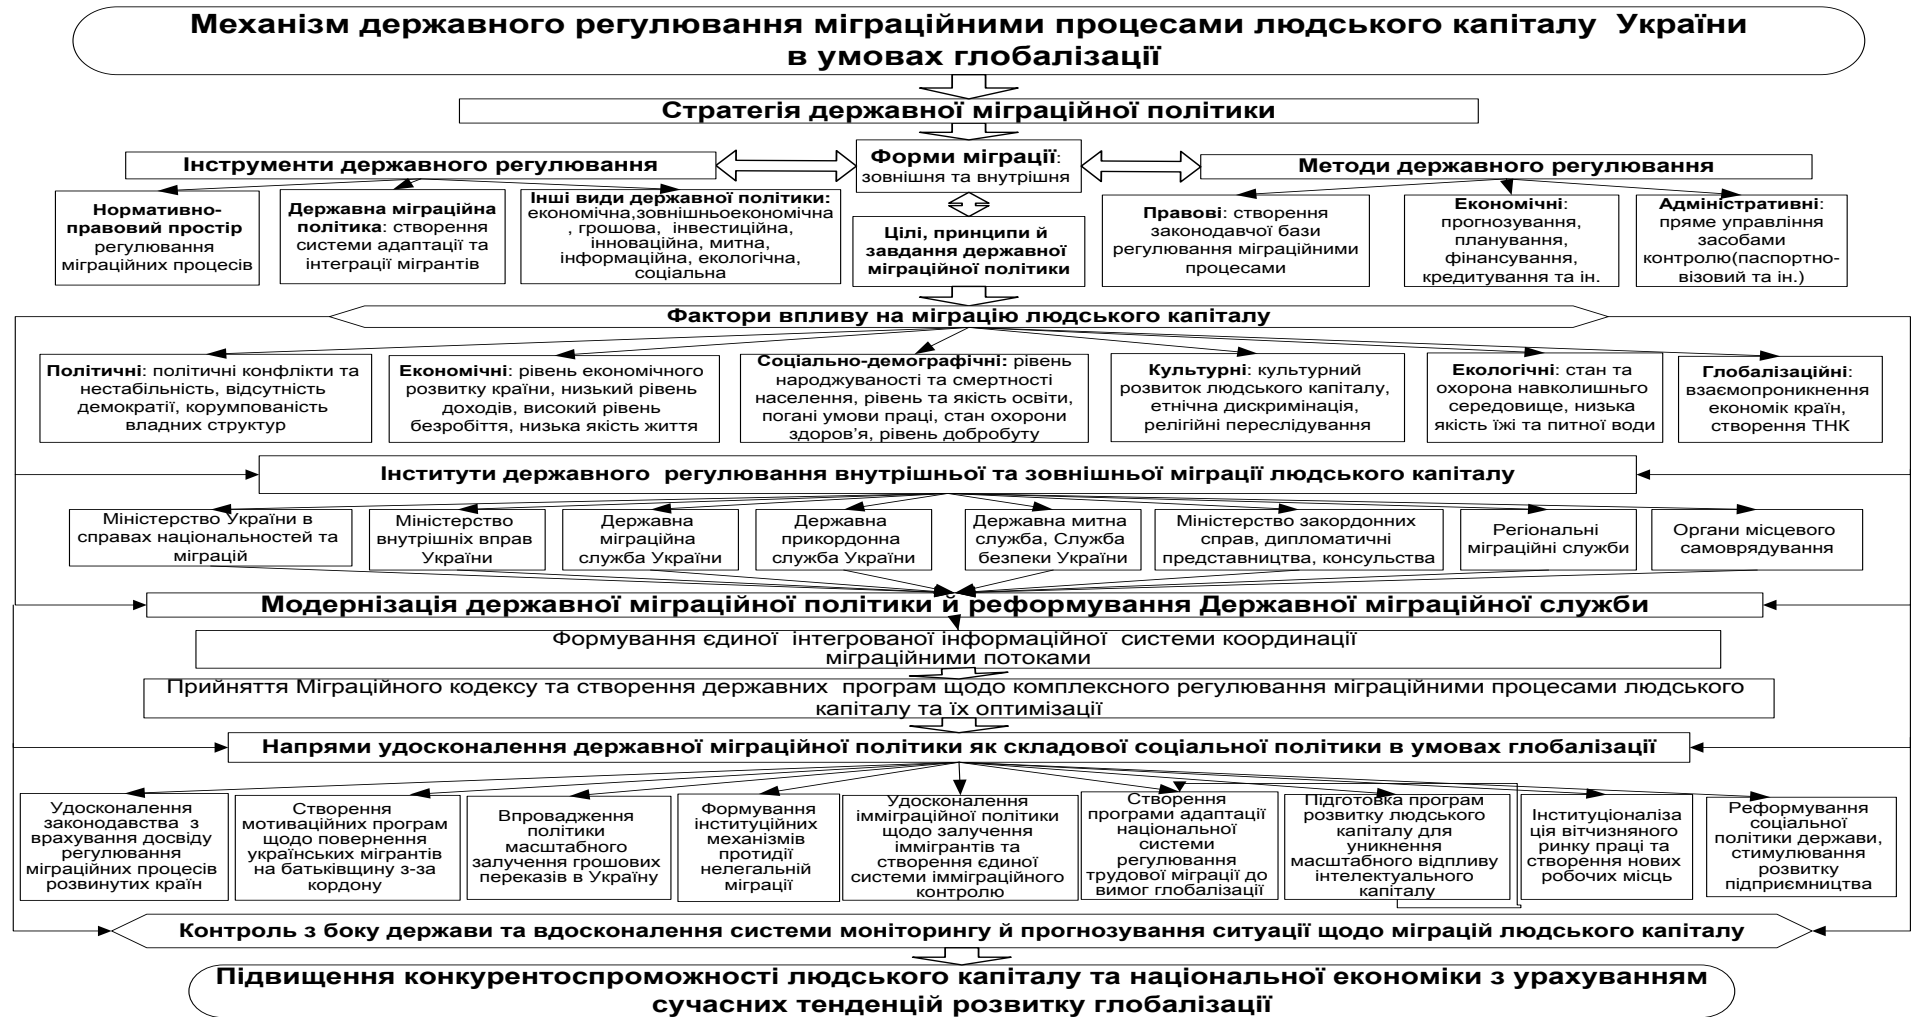 Механізм державного регулювання міграційними процесами людського капіталу України
в умовах глобалізації
Стратегія державної міграційної політики
Інструменти державного регулювання
Форми міграції:
зовнішня та внутрішня
Методи державного регулювання
Нормативно-
правовий простір
регулювання
міграційних процесів
Державна міграційна
політика: створення
системи адаптації та
інтеграції мігрантів
Інші види державної політики:
економічна,зовнішньоекономічна
, грошова, інвестиційна,
інноваційна, митна,
інформаційна, екологічна,
соціальна
Цілі, принципи й
завдання державної
міграційної політики
Правові: створення
законодавчої бази
регулювання міграційними
процесами
Економічні:
прогнозування,
планування,
фінансування,
кредитування та ін.
Адміністративні:
пряме управління
засобами
контролю(паспортно-
візовий та ін.)
Фактори впливу на міграцію людського капіталу
Політичні: політичні конфлікти та
нестабільність, відсутність
демократії, корумпованість
владних структур
Економічні: рівень економічного
розвитку країни, низький рівень
доходів, високий рівень
безробіття, низька якість життя
Соціально-демографічні: рівень
народжуваності та смертності
населення, рівень та якість освіти,
погані умови праці, стан охорони
здоров’я, рівень добробуту
Культурні: культурний
розвиток людського капіталу,
етнічна дискримінація,
релігійні переслідування
Екологічні: стан та
охорона навколишнього
середовище, низька
якість їжі та питної води
Глобалізаційні:
взаємопроникнення
економік країн,
створення ТНК
Інститути державного регулювання внутрішньої та зовнішньої міграції людського капіталу
Міністерство України в
справах національностей та
міграцій
Міністерство
внутрішніх вправ
України
Державна
міграційна
служба України
Державна
прикордонна
служба України
Державна митна
служба, Служба
безпеки України
Міністерство закордонних
справ, дипломатичні
представництва, консульства
Регіональні
міграційні служби
Органи місцевого
самоврядування
Модернізація державної міграційної політики й реформування Державної міграційної служби
Формування єдиної інтегрованої інформаційної системи координації
міграційними потоками
Прийняття Міграційного кодексу та створення державних програм щодо комплексного регулювання міграційними процесами людського
капіталу та їх оптимізації
Напрями удосконалення державної міграційної політики як складової соціальної політики в умовах глобалізації
Удосконалення
законодавства з
врахування досвіду
регулювання
міграційних процесів
розвинутих країн
Створення
мотиваційних програм
щодо повернення
українських мігрантів
на батьківщину з-за
кордону
Впровадження
політики
масштабного
залучення грошових
переказів в Україну
Формування
інституційних
механізмів
протидії
нелегальній
міграції
Удосконалення
імміграційної політики
щодо залучення
іммігрантів та
створення єдиної
системи імміграційного
контролю
Створення
програми адаптації
національної
системи
регулювання
трудової міграції до
вимог глобалізації
Підготовка програм
розвитку людського
капіталу для
уникнення
масштабного відпливу
інтелектуального
капіталу
Інституціоналіза
ція вітчизняного
ринку праці та
створення нових
робочих місць
Реформування
соціальної
політики держави,
стимулювання
розвитку
підприємництва
Контроль з боку держави та вдосконалення системи моніторингу й прогнозування ситуації щодо міграцій людського капіталу
Підвищення конкурентоспроможності людського капіталу та національної економіки з урахуванням
сучасних тенденцій розвитку глобалізації